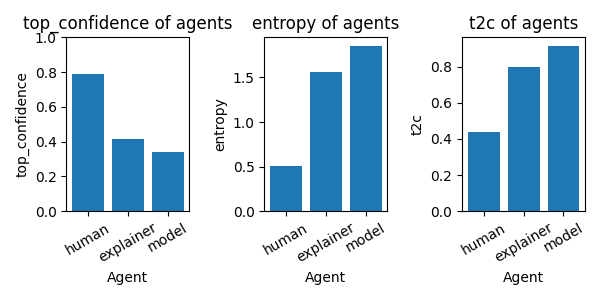 top_confidence of agents
top_confidence
1.0
0.8
0.6
0.4
0.2
0.0
human
explainer
model
Agent
entropy of agents
entropy
1.5
1.0
0.5
0.0
human
explainer
model
Agent
t2c of agents
t2c
0.8
0.6
0.4
0.2
0.0
human
explainer
model
Agent